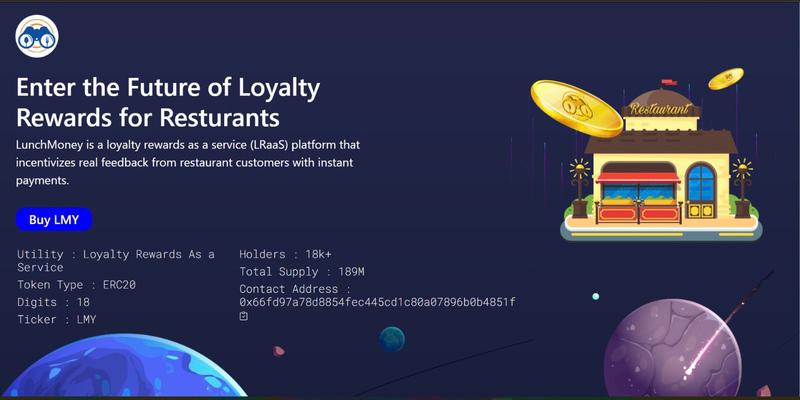 Enter the Future of Loyalty
Rewards for Resturants
LunchMoney is a loyalty rewards as a service (LRaaS) platform that
incentivizes real feedback from restaurant customers with instant
payments.
Buy LMY
Utility : Loyalty Rewards As a
Service
Token Type : ERC20
Digits : 18
Ticker : LMY
Holders : 18k+
Total Supply : 189M
Contact Address :
0x66fd97a78d8854fec445cd1c80a07896b0b4851f
Restaurant